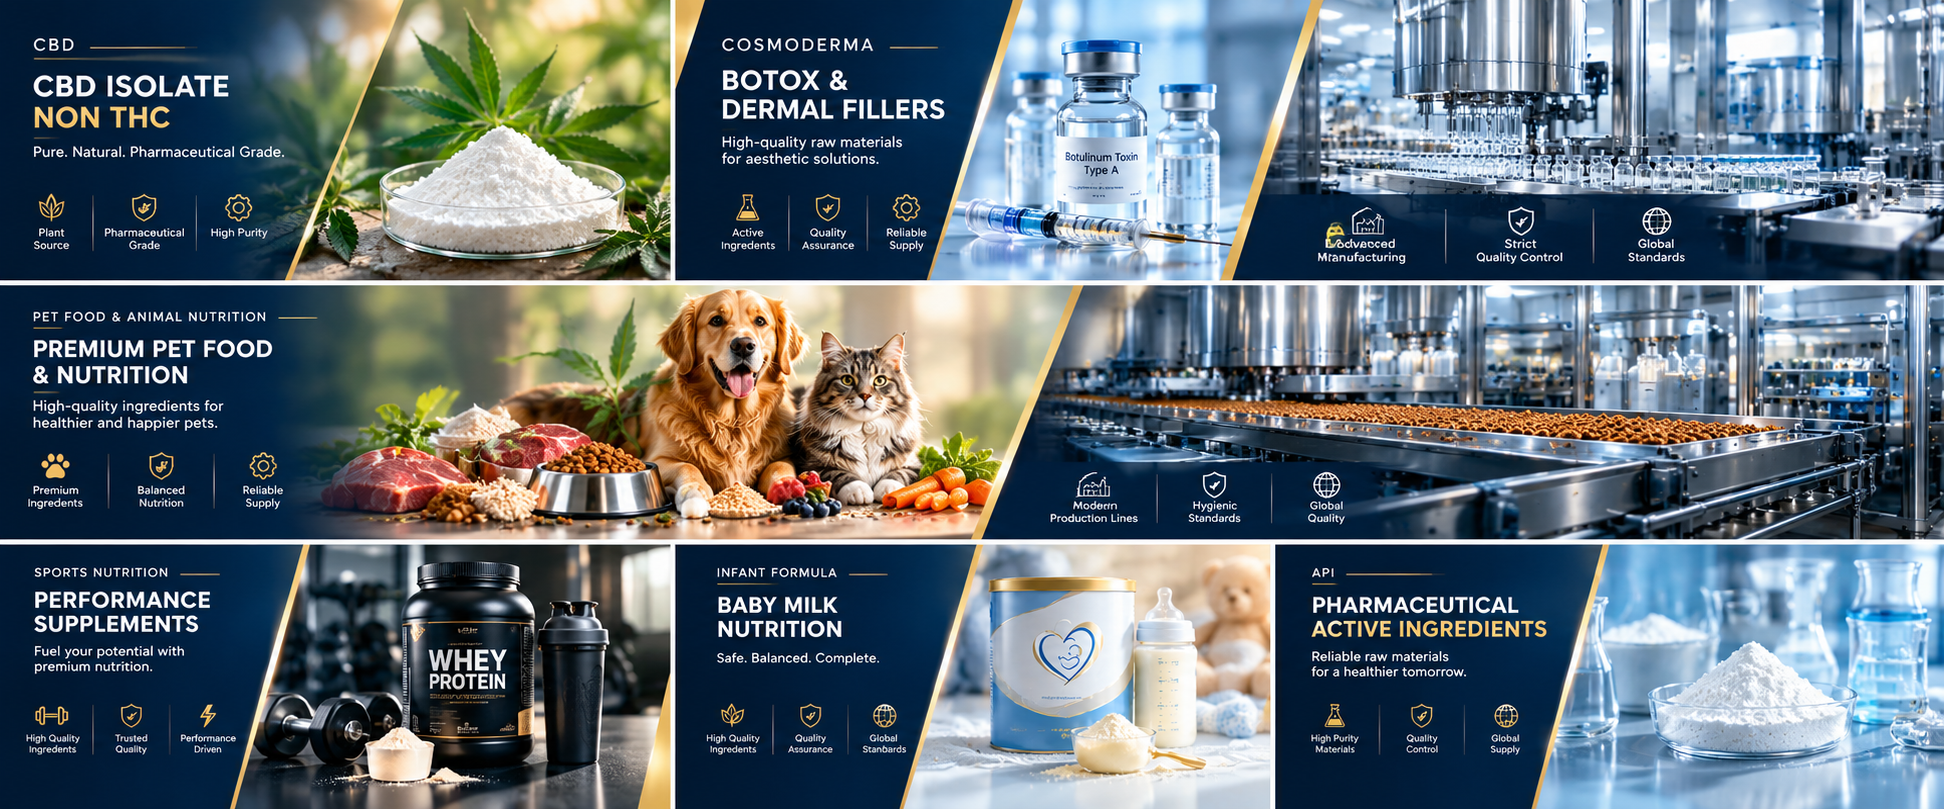 CBD
CBD ISOLATE
NON THC
Pure. Natural. Pharmaceutical Grade.
Plant
Source
Pharmaceutical
Grade
High Purity
COSMODERMA
BOTOX &
DERMAL FILLERS
High-quality raw materials
for aesthetic solutions.
Active
Ingredents
Quality
Assurance
Reliable
Supply
Botulinum Toxin
Type A
Manufacturing
Strict
Quality Control
Global
Standards
PET FOOD & ANIMAL NUTRITION
PREMIUM PET FOOD
& NUTRITION
High-quality ingredients for
healthier and happier pets.
Premium
Ingredents
Balanced
Nutrition
Reliable
Supply
Modern
Production Lines
Hygienic
Standards
Global
Quality
SPORTS NUTRITION
PERFORMANCE
SUPPLEMENTS
Fuel your potential with
premium nutrition.
High Quality
Ingredents
Trusted
Quality
Performance
Driven
WHEY
PROTEIN
INFANT FORMULA
BABY MILK
NUTRITION
Safe. Balanced. Complete.
High Quality
Ingredents
Quality
Assurance
Global
Standards
API
PHARMACEUTICAL
ACTIVE INGREDIENTS
Reliable raw materials
for a healthier tomorrow.
High Purity
Materials
Quality
Control
Global
Supply